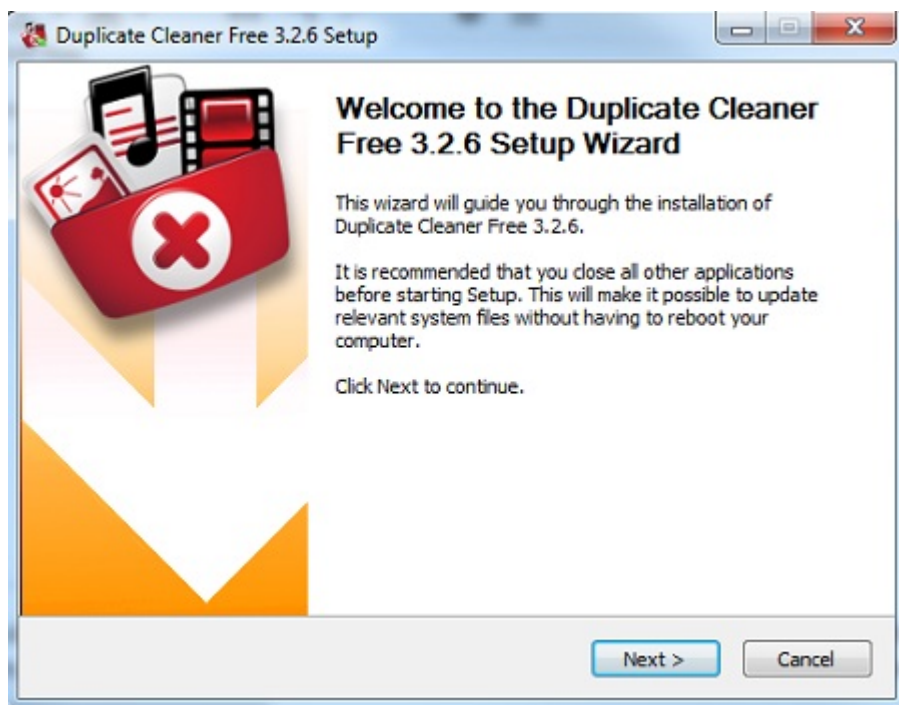 Duplicate Cleaner Free 3.2.6 Setup
Welcome to the Duplicate Cleaner
Free 3.2.6 Setup Wizard
This wizard will guide you through the installation of
Duplicate Cleaner Free 3.2.6.
It is recommended that you close all other applications
before starting Setup. This will make it possible to update
relevant system files without having to reboot your
computer.
Click Next to continue.
Next >
Cancel